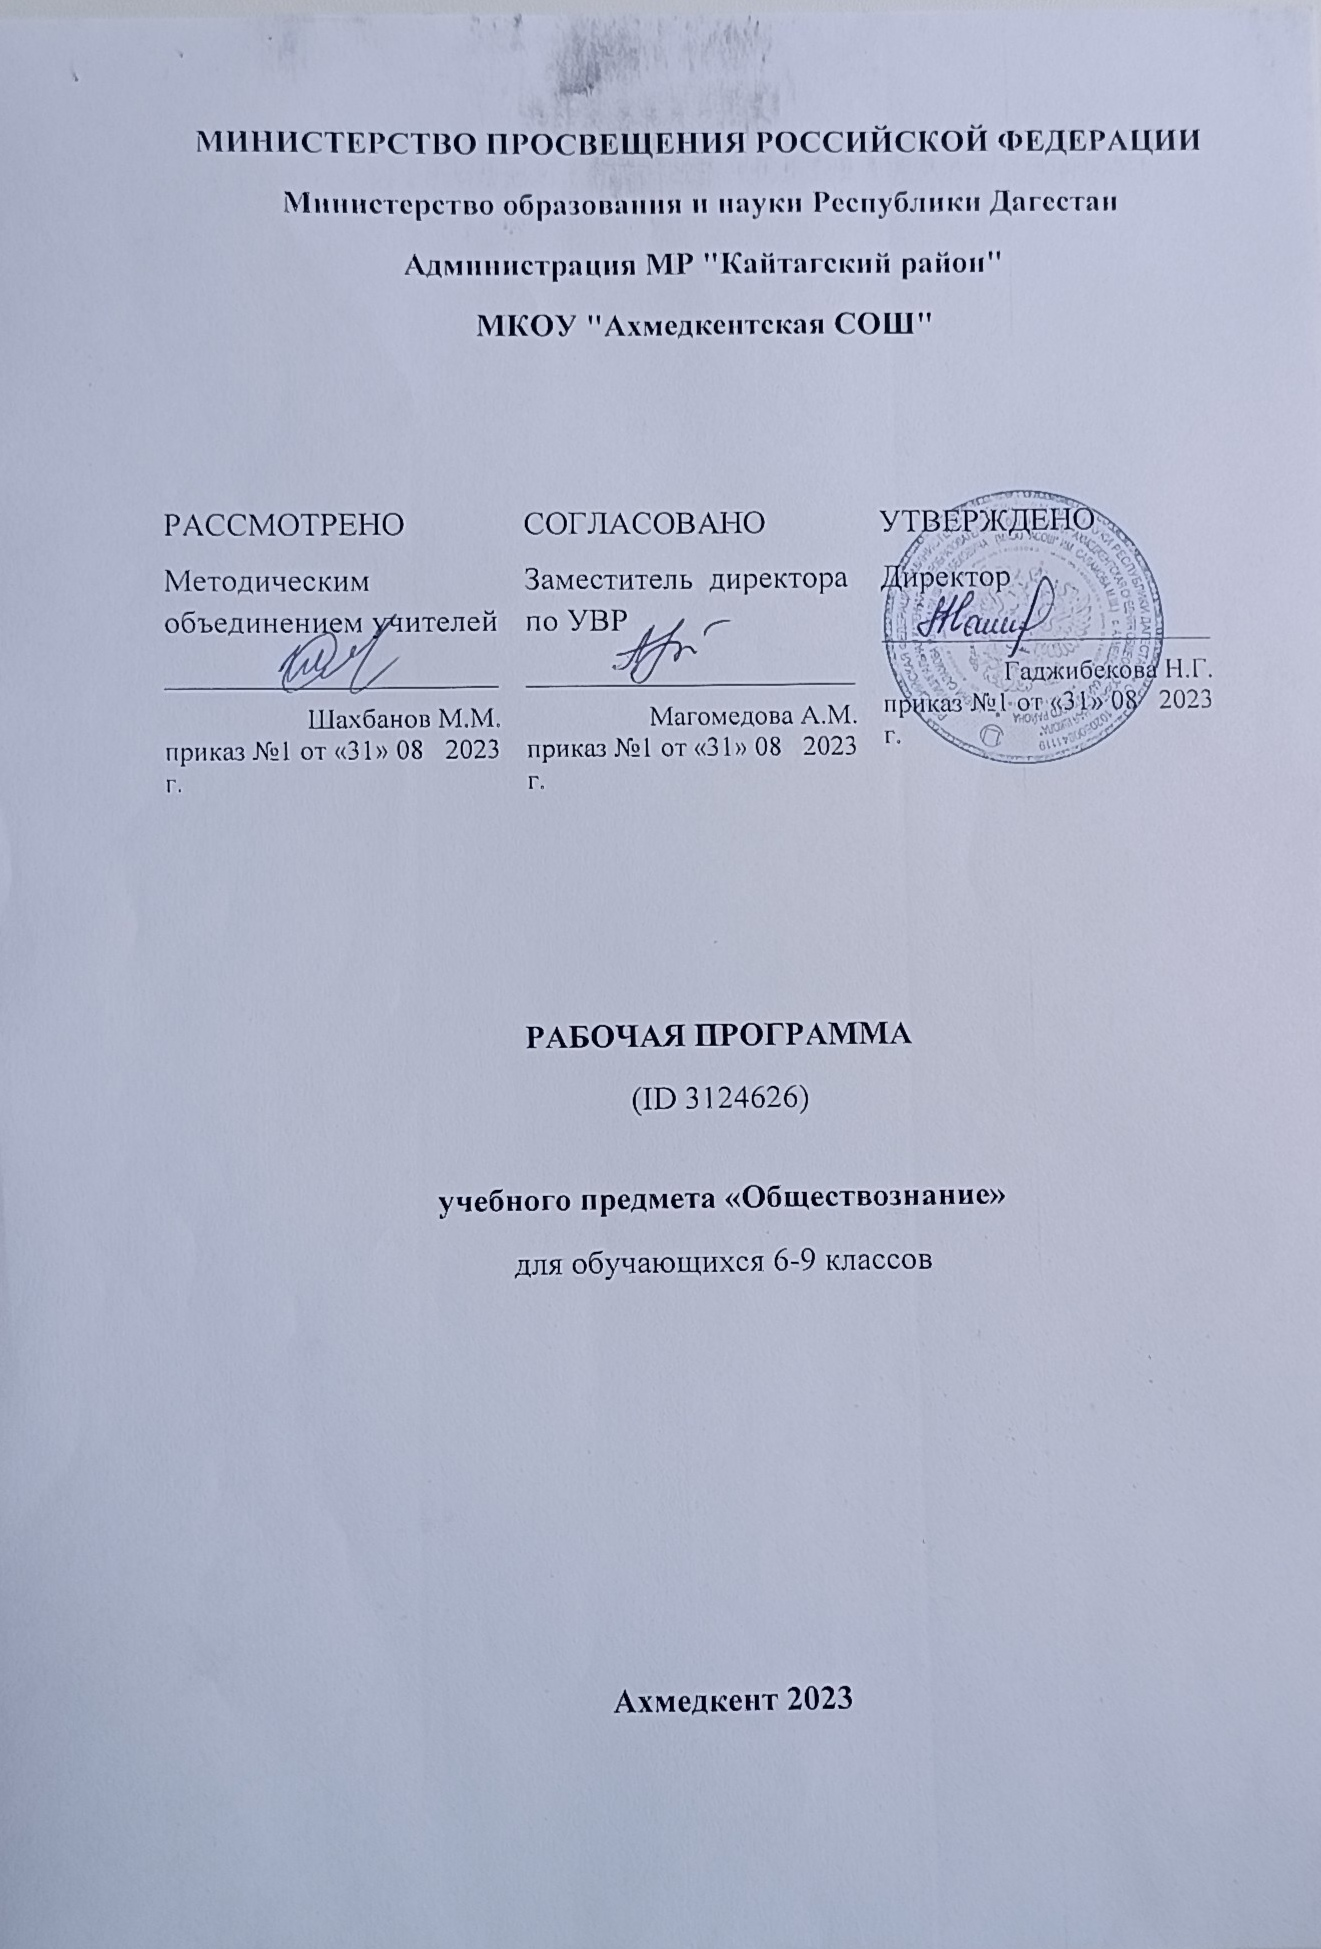 МИНИСТЕРСТВО ПРОСВЕЩЕНИЯ РОССИЙСКОЙ ФЕДЕРАЦИИ
Министерство образования и науки Республики Дагестан
Администрация МР "Кайтагский район"
МКОУ "Ахмедкентская СОШ"
РАССМОТРЕНО
Методическим
объединением учителей
Шахбанов М.М.
приказ №1 от «31» 08 2023
г.
СОГЛАСОВАНО
Заместитель директора
по УВР
Магомедова А.М.
приказ №1 от «31» 08 2023
г.
УТВЕРЖДЕНО
Директор
Гаджибекова Н.Г.
приказ №1 от «31» 08 2023
г.
РАБОЧАЯ ПРОГРАММА
(ID 3124626)
учебного предмета «Обществознание»
для обучающихся 6-9 классов
Ахмедкент 2023